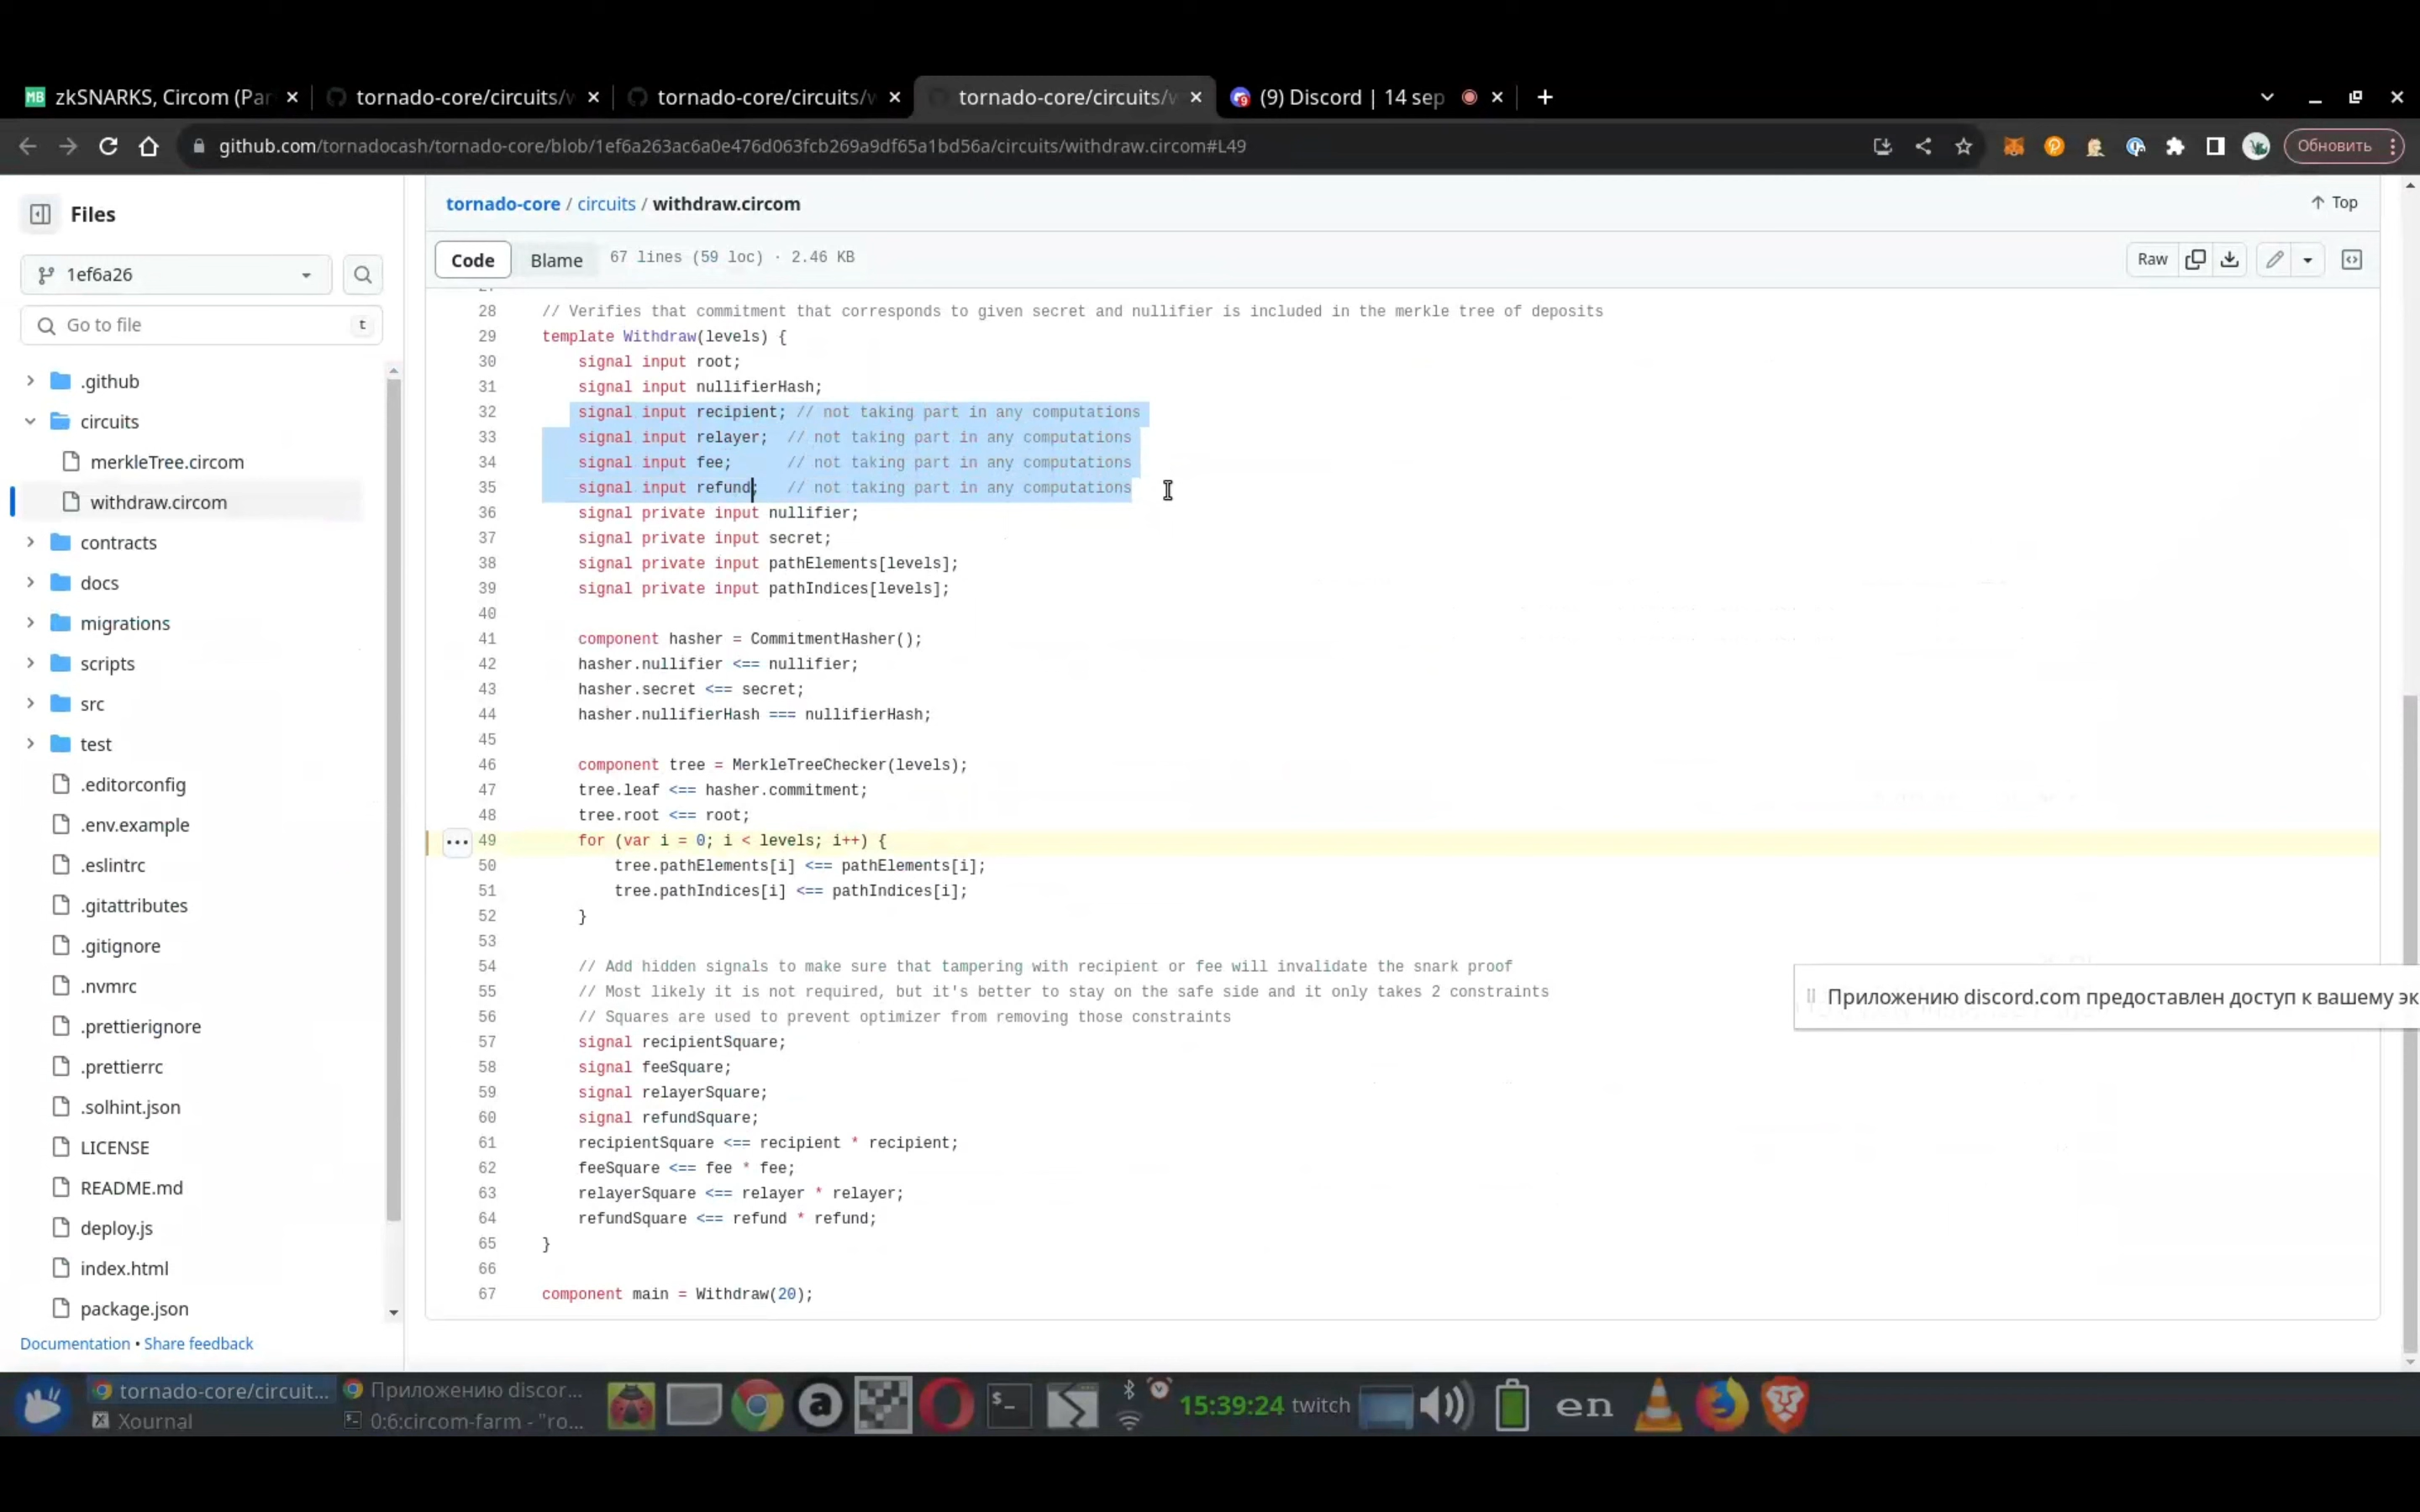 MB zkSNARKS, Circom (Par
tornado-core/circuits/w
tornado-core/circuits/w
tornado-core/circuits/w
(9) Discord | 14 sep
github.com/tornadocash/tornado-core/blob/1ef6a263ac6a0e476d063fcb269a9df65a1bd56a/circuits/withdraw.circom#L49
Обновить
Files
1ef6a26
Go to file
t
.github
circuits
merkleTree.circom
withdraw.circom
contracts
docs
migrations
scripts
src
test
.editorconfig
.env.example
.eslintrc
.gitattributes
.gitignore
.nvmrc
.prettierignore
.prettierrc
.solhint.json
LICENSE
README.md
deploy.js
index.html
package.json
Documentation • Share feedback
tornado-core / circuits / withdraw.circom
Top
Code Blame 67 lines (59 loc) · 2.46 KB
Raw
28 // Verifies that commitment that corresponds to given secret and nullifier is included in the merkle tree of deposits
29 template Withdraw(levels) {
30 signal input root;
31 signal input nullifierHash;
32 signal input recipient; // not taking part in any computations
33 signal input relayer; // not taking part in any computations
34 signal input fee; // not taking part in any computations
35 signal input refund; // not taking part in any computations
36 signal private input nullifier;
37 signal private input secret;
38 signal private input pathElements[levels];
39 signal private input pathIndices[levels];
40
41 component hasher = CommitmentHasher();
42 hasher.nullifier <== nullifier;
43 hasher.secret <== secret;
44 hasher.nullifierHash === nullifierHash;
45
46 component tree = MerkleTreeChecker(levels);
47 tree.leaf <== hasher.commitment;
48 tree.root <== root;
49 for (var i = 0; i < levels; i++) {
50 tree.pathElements[i] <== pathElements[i];
51 tree.pathIndices[i] <== pathIndices[i];
52 }
53
54 // Add hidden signals to make sure that tampering with recipient or fee will invalidate the snark proof
55 // Most likely it is not required, but it's better to stay on the safe side and it only takes 2 constraints
56 // Squares are used to prevent optimizer from removing those constraints
57 signal recipientSquare;
58 signal feeSquare;
59 signal relayerSquare;
60 signal refundSquare;
61 recipientSquare <== recipient * recipient;
62 feeSquare <== fee * fee;
63 relayerSquare <== relayer * relayer;
64 refundSquare <== refund * refund;
65 }
66
67 component main = Withdraw(20);
Приложению discord.com предоставлен доступ к вашему эк
tornado-core/circuit...
Xournal
Приложению discor...
0:6:circom-farm - "ro...
15:39:24 twitch
en